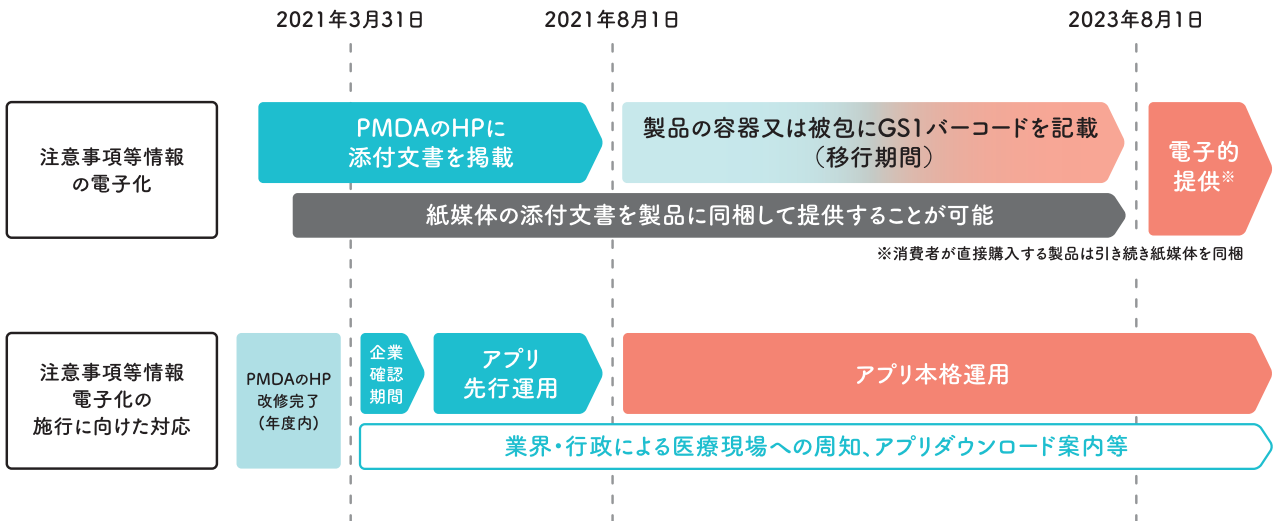 2021年3月31日
2021年8月1日
2023年8月1日
注意事項等情報
の電子化
PMDAのHPに
添付文書を掲載
製品の容器又は被包にGS1バーコードを記載
（移行期間）
電子的
提供※
紙媒体の添付文書を製品に同梱して提供することが可能
※消費者が直接購入する製品は引き続き紙媒体を同梱
注意事項等情報
電子化の
施行に向けた対応
PMDAのHP
改修完了
（年度内）
企業
確認
期間
アプリ
先行運用
アプリ本格運用
業界・行政による医療現場への周知、アプリダウンロード案内等